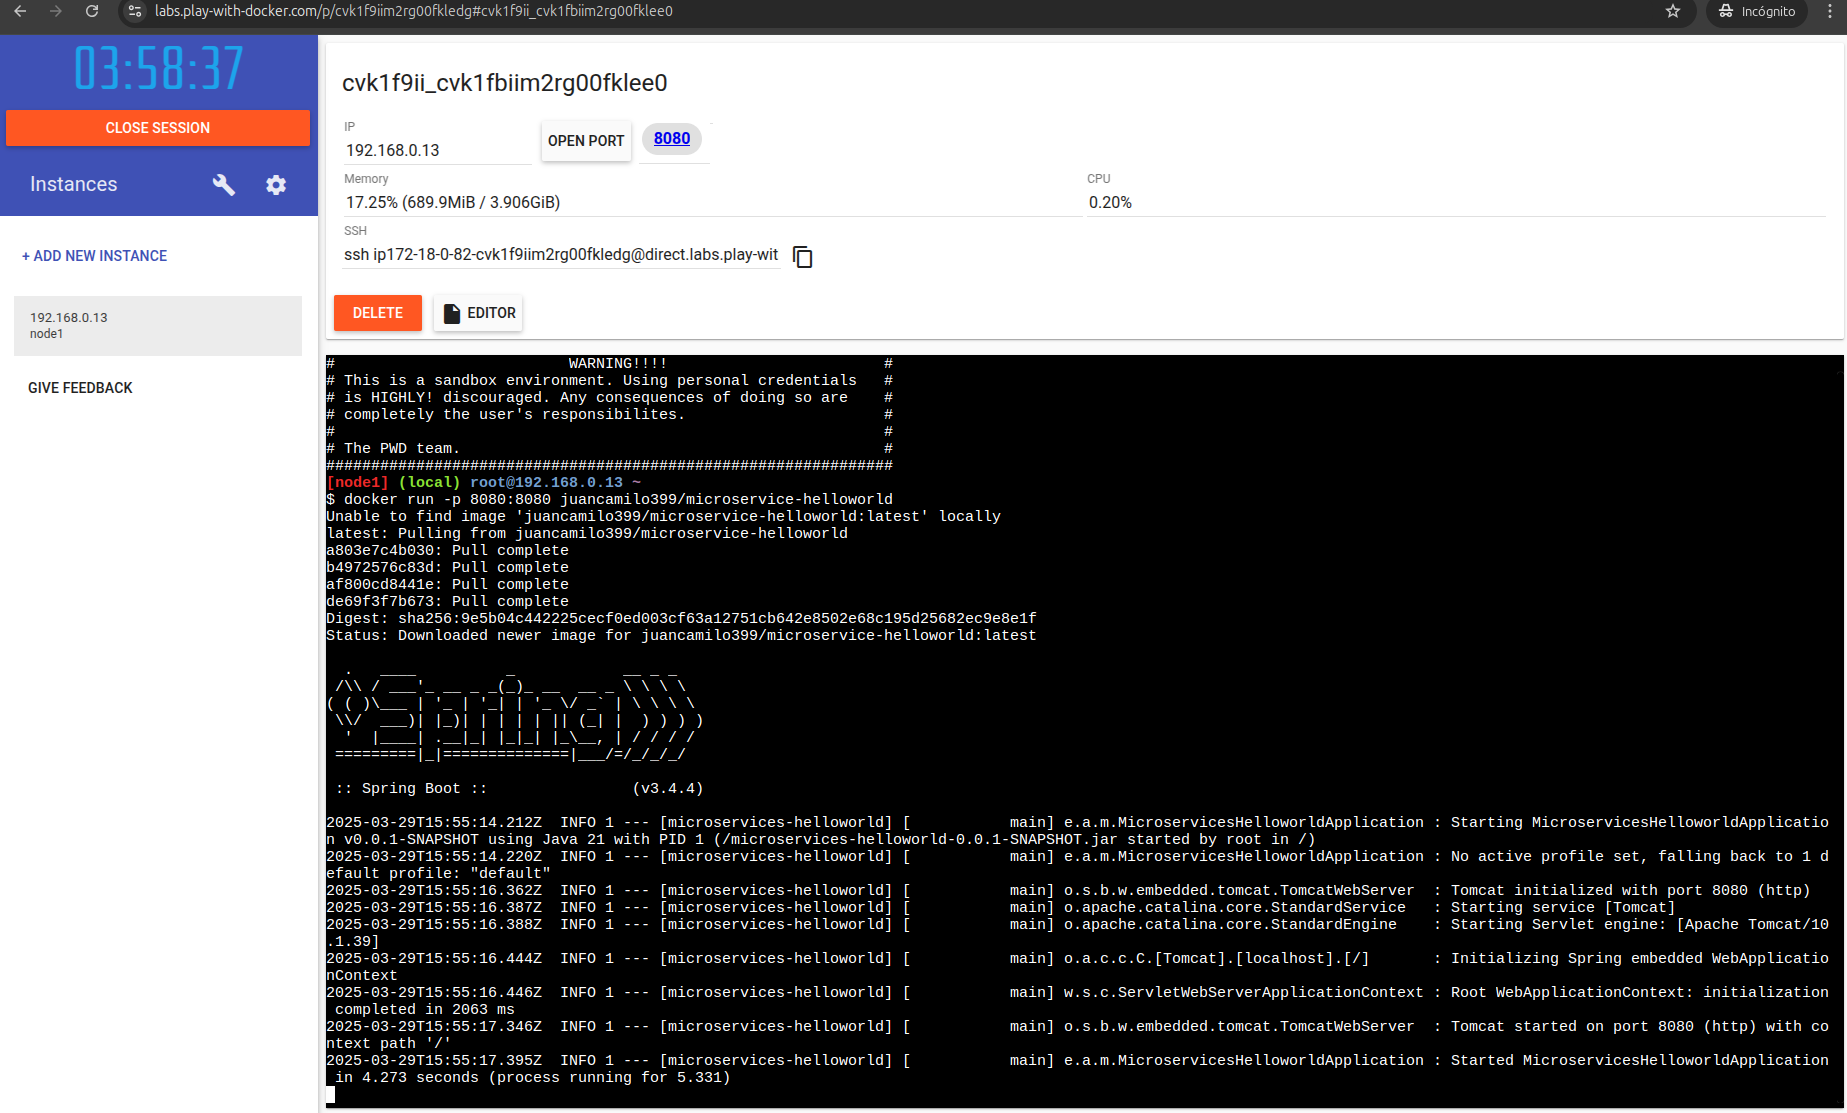 labs.play-with-docker.com/p/cvk1f9iim2rg00fkledg#cvk1f9ii_cvk1fbiim2rg00fklee0
Incógnito
03:58:37
CLOSE SESSION
Instances
+ ADD NEW INSTANCE
192.168.0.13
node1
GIVE FEEDBACK
cvk1f9ii_cvk1fbiim2rg00fklee0
IP
192.168.0.13
OPEN PORT
8080
Memory
17.25% (689.9MiB / 3.906GiB)
CPU
0.20%
SSH
ssh ip172-18-0-82-cvk1f9iim2rg00fkledg@direct.labs.play-wit
DELETE
EDITOR
#                          WARNING!!!!                        #
# This is a sandbox environment. Using personal credentials   #
# is HIGHLY! discouraged. Any consequences of doing so are    #
# completely the user's responsibilites.                      #
#                                                             #
# The PWD team.                                               #
###############################################################
[node1] (local) root@192.168.0.13 ~
$ docker run -p 8080:8080 juancamilo399/microservice-helloworld
Unable to find image 'juancamilo399/microservice-helloworld:latest' locally
latest: Pulling from juancamilo399/microservice-helloworld
a803e7c4b030: Pull complete
b4972576c83d: Pull complete
af800cd8441e: Pull complete
de69f3f7b673: Pull complete
Digest: sha256:9e5b04c442225cecf0ed003cf63a12751cb642e8502e68c195d25682ec9e8e1f
Status: Downloaded newer image for juancamilo399/microservice-helloworld:latest
  .   ____          _            __ _ _
 /\\ / ___'_ __ _ _(_)_ __  __ _ \ \ \ \
( ( )\___ | '_ | '_| | '_ \/ _` | \ \ \ \
 \\/  ___)| |_)| | | | | || (_| |  ) ) ) )
  '  |____| .__|_| |_|_| |_\__, | / / / /
 =========|_|==============|___/=/_/_/_/
 :: Spring Boot ::                (v3.4.4)
2025-03-29T15:55:14.212Z  INFO 1 --- [microservices-helloworld] [           main] e.a.m.MicroservicesHelloworldApplication : Starting MicroservicesHelloworldApplicatio
n v0.0.1-SNAPSHOT using Java 21 with PID 1 (/microservices-helloworld-0.0.1-SNAPSHOT.jar started by root in /)
2025-03-29T15:55:14.220Z  INFO 1 --- [microservices-helloworld] [           main] e.a.m.MicroservicesHelloworldApplication : No active profile set, falling back to 1 d
efault profile: "default"
2025-03-29T15:55:16.362Z  INFO 1 --- [microservices-helloworld] [           main] o.s.b.w.embedded.tomcat.TomcatWebServer  : Tomcat initialized with port 8080 (http)
2025-03-29T15:55:16.387Z  INFO 1 --- [microservices-helloworld] [           main] o.apache.catalina.core.StandardService   : Starting service [Tomcat]
2025-03-29T15:55:16.388Z  INFO 1 --- [microservices-helloworld] [           main] o.apache.catalina.core.StandardEngine    : Starting Servlet engine: [Apache Tomcat/10
.1.39]
2025-03-29T15:55:16.444Z  INFO 1 --- [microservices-helloworld] [           main] o.a.c.c.C.[Tomcat].[localhost].[/]       : Initializing Spring embedded WebApplicatio
nContext
2025-03-29T15:55:16.446Z  INFO 1 --- [microservices-helloworld] [           main] w.s.c.ServletWebServerApplicationContext : Root WebApplicationContext: initialization
 completed in 2063 ms
2025-03-29T15:55:17.346Z  INFO 1 --- [microservices-helloworld] [           main] o.s.b.w.embedded.tomcat.TomcatWebServer  : Tomcat started on port 8080 (http) with co
ntext path '/'
2025-03-29T15:55:17.395Z  INFO 1 --- [microservices-helloworld] [           main] e.a.m.MicroservicesHelloworldApplication : Started MicroservicesHelloworldApplication
 in 4.273 seconds (process running for 5.331)